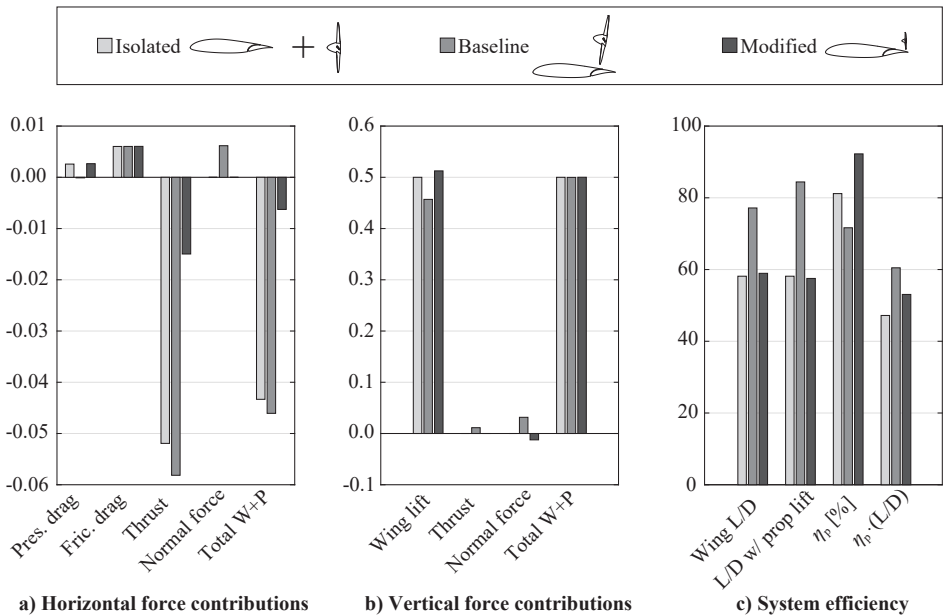 Isolated + Baseline Modified
0.01
0.00
-0.01
-0.02
-0.03
-0.04
-0.05
-0.06
Pres. drag
Fric. drag
Thrust
Normal force
Total W+P
a) Horizontal force contributions
0.6
0.5
0.4
0.3
0.2
0.1
0.0
-0.1
Wing lift
Thrust
Normal force
Total W+P
b) Vertical force contributions
100
80
60
40
20
0
Wing L/D
L/D w/ prop lift
ηₚ [%]
ηₚ·(L/D)
c) System efficiency